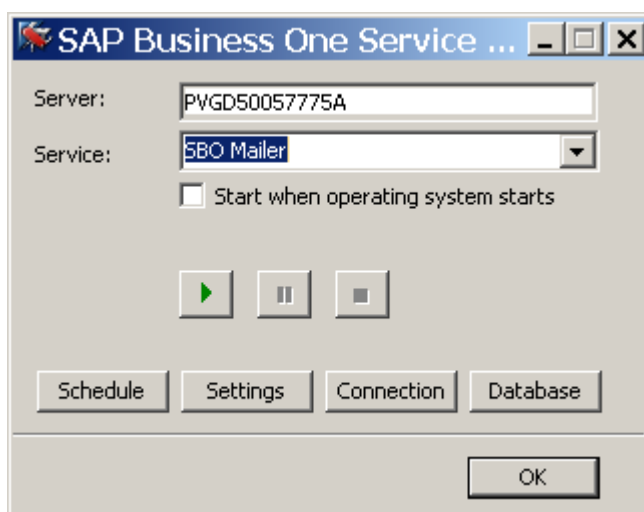 SAP Business One Service ...
Server:
PVGD50057775A
Service:
SBO Mailer
Start when operating system starts
Schedule Settings Connection Database
OK